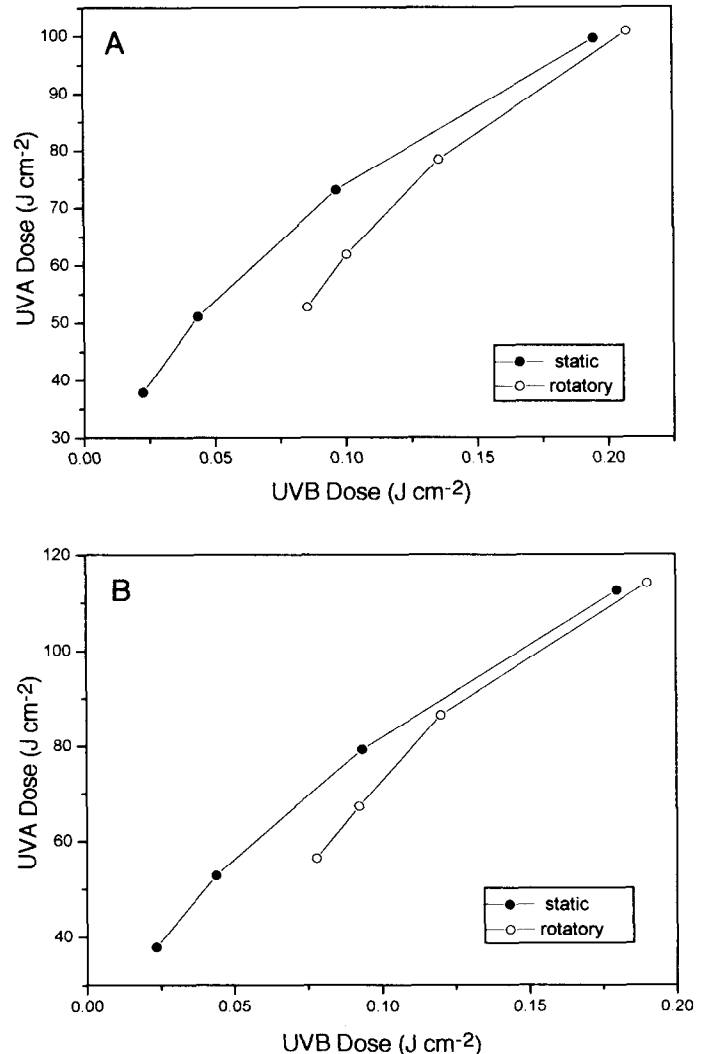 A
100
90
80
70
60
50
40
30
UVA Dose (J cm-2)
static
rotatory
0.00 0.05 0.10 0.15 0.20
UVB Dose (J cm-2)
B
120
100
80
60
40
UVA Dose (J cm-2)
static
rotatory
0.00 0.05 0.10 0.15 0.20
UVB Dose (J cm-2)